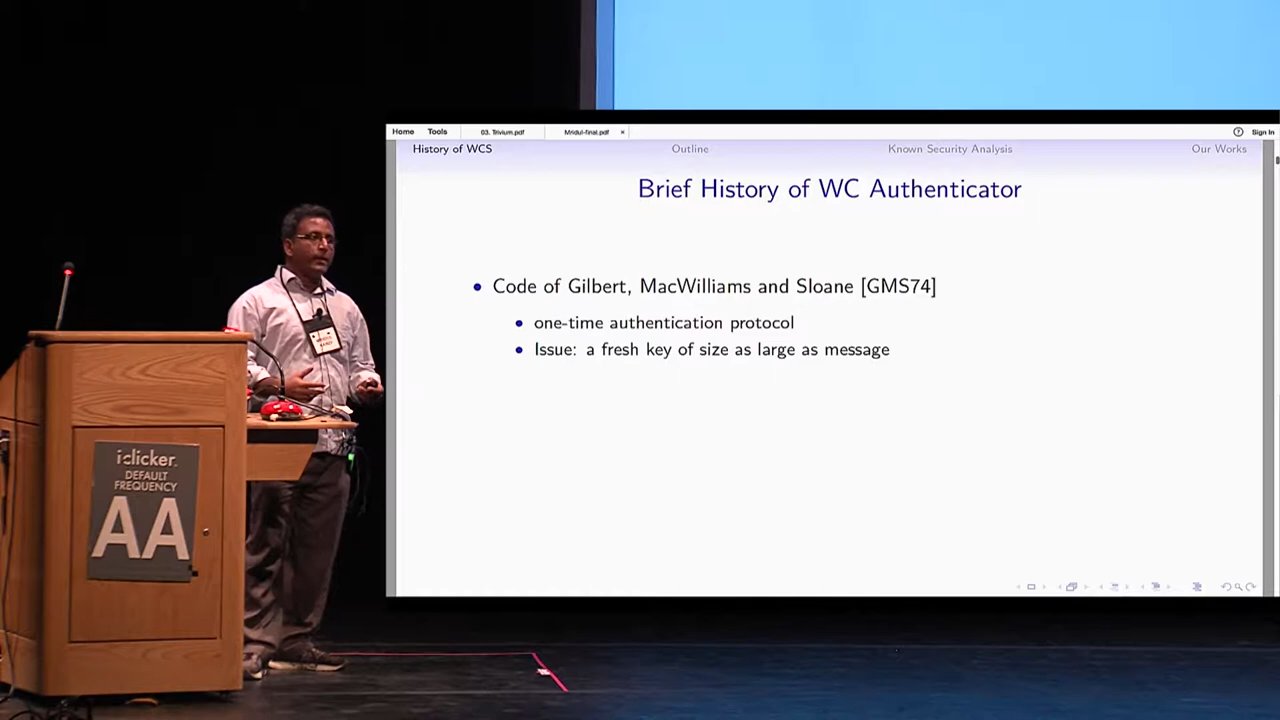 Home Tools 03. Trivium.pdf Mridul-final.pdf × Sign In
History of WCS Outline Known Security Analysis Our Works
Brief History of WC Authenticator
• Code of Gilbert, MacWilliams and Sloane [GMS74]
• one-time authentication protocol
• Issue: a fresh key of size as large as message
MRIDUL
NANDI
iclicker.
DEFAULT
FREQUENCY
AA